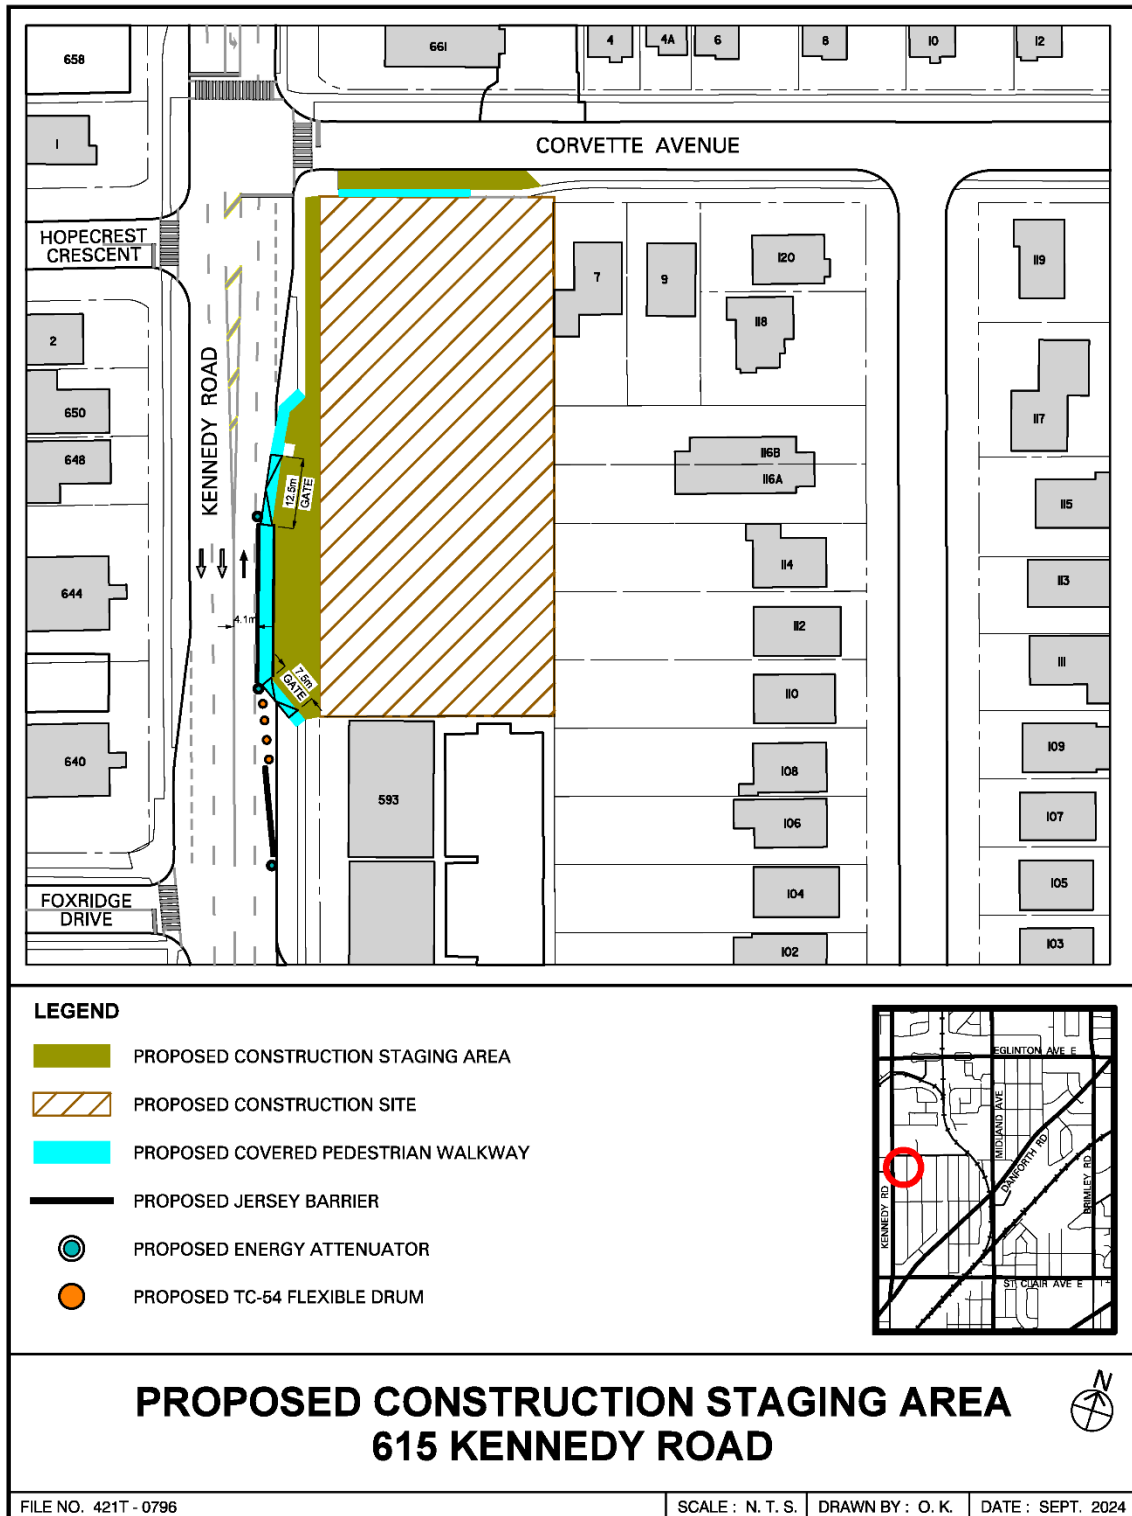 658
661
4
4A
6
8
10
12
1
CORVETTE AVENUE
HOPECREST
CRESCENT
7
9
120
119
118
2
KENNEDY ROAD
650
117
648
116B
116A
12.5m
GATE
115
114
113
644
4.1m
112
111
7.5m
GATE
110
109
640
108
593
107
106
105
104
FOXRIDGE
DRIVE
103
102
LEGEND
PROPOSED CONSTRUCTION STAGING AREA
PROPOSED CONSTRUCTION SITE
PROPOSED COVERED PEDESTRIAN WALKWAY
PROPOSED JERSEY BARRIER
PROPOSED ENERGY ATTENUATOR
PROPOSED TC-54 FLEXIBLE DRUM
EGLINTON AVE E
MIDLAND AVE
DANFORTH RD
BRIMLEY RD
KENNEDY RD
ST CLAIR AVE E
PROPOSED CONSTRUCTION STAGING AREA
615 KENNEDY ROAD
N
FILE NO. 421T - 0796
SCALE : N. T. S.
DRAWN BY : O. K.
DATE : SEPT. 2024